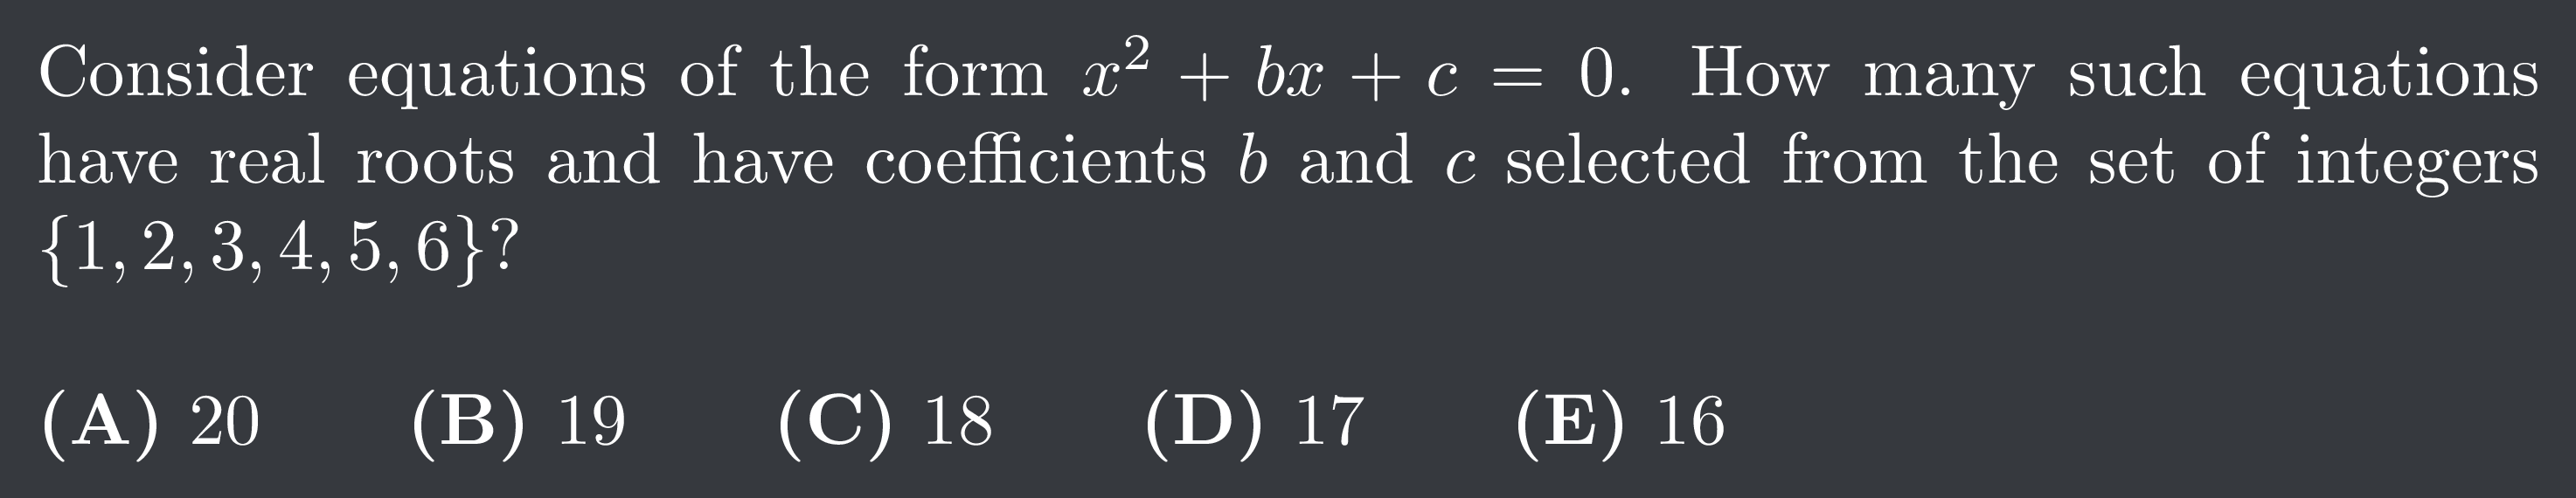 Consider equations of the form x² + bx + c = 0. How many such equations
have real roots and have coefficients b and c selected from the set of integers
{1, 2, 3, 4, 5, 6}?
(A) 20 (B) 19 (C) 18 (D) 17 (E) 16